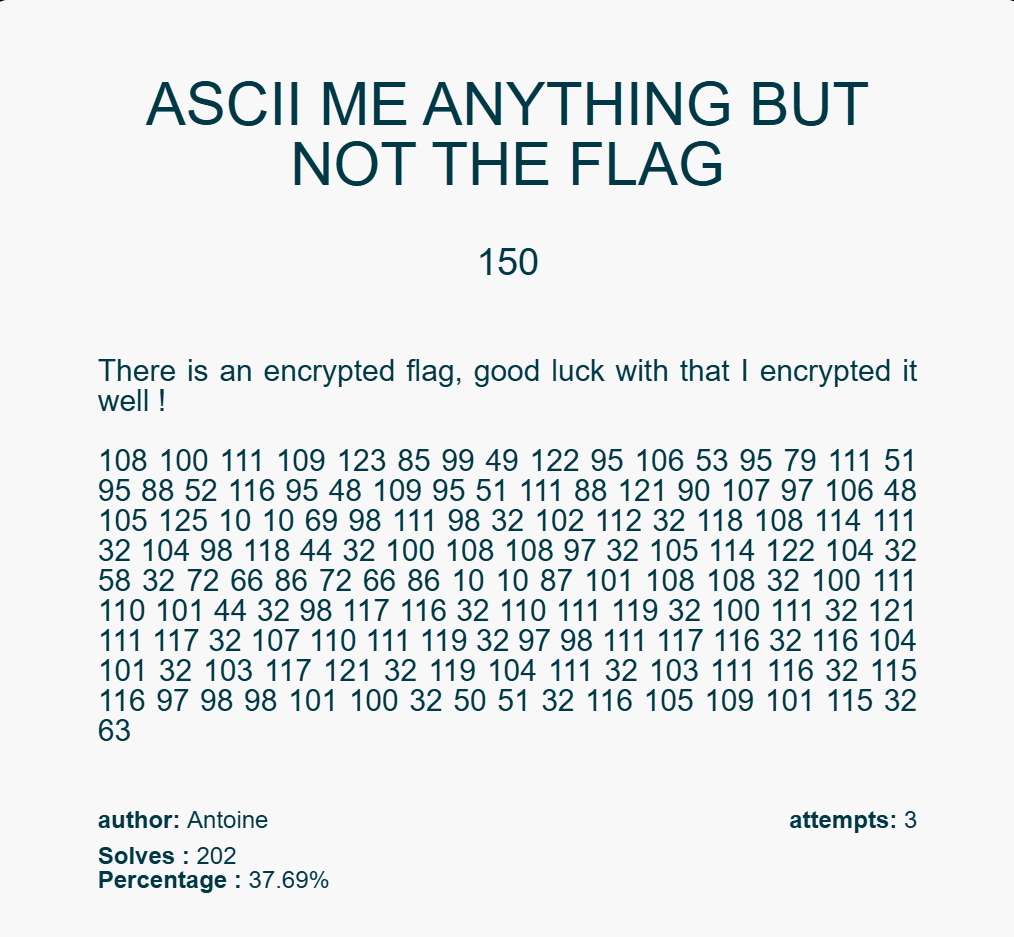 ASCII ME ANYTHING BUT
NOT THE FLAG
150
There is an encrypted flag, good luck with that I encrypted it
well !
108 100 111 109 123 85 99 49 122 95 106 53 95 79 111 51
95 88 52 116 95 48 109 95 51 111 88 121 90 107 97 106 48
105 125 10 10 69 98 111 98 32 102 112 32 118 108 114 111
32 104 98 118 44 32 100 108 108 97 32 105 114 122 104 32
58 32 72 66 86 72 66 86 10 10 87 101 108 108 32 100 111
110 101 44 32 98 117 116 32 110 111 119 32 100 111 32 121
111 117 32 107 110 111 119 32 97 98 111 117 116 32 116 104
101 32 103 117 121 32 119 104 111 32 103 111 116 32 115
116 97 98 98 101 100 32 50 51 32 116 105 109 101 115 32
63
author: Antoine
attempts: 3
Solves : 202
Percentage : 37.69%